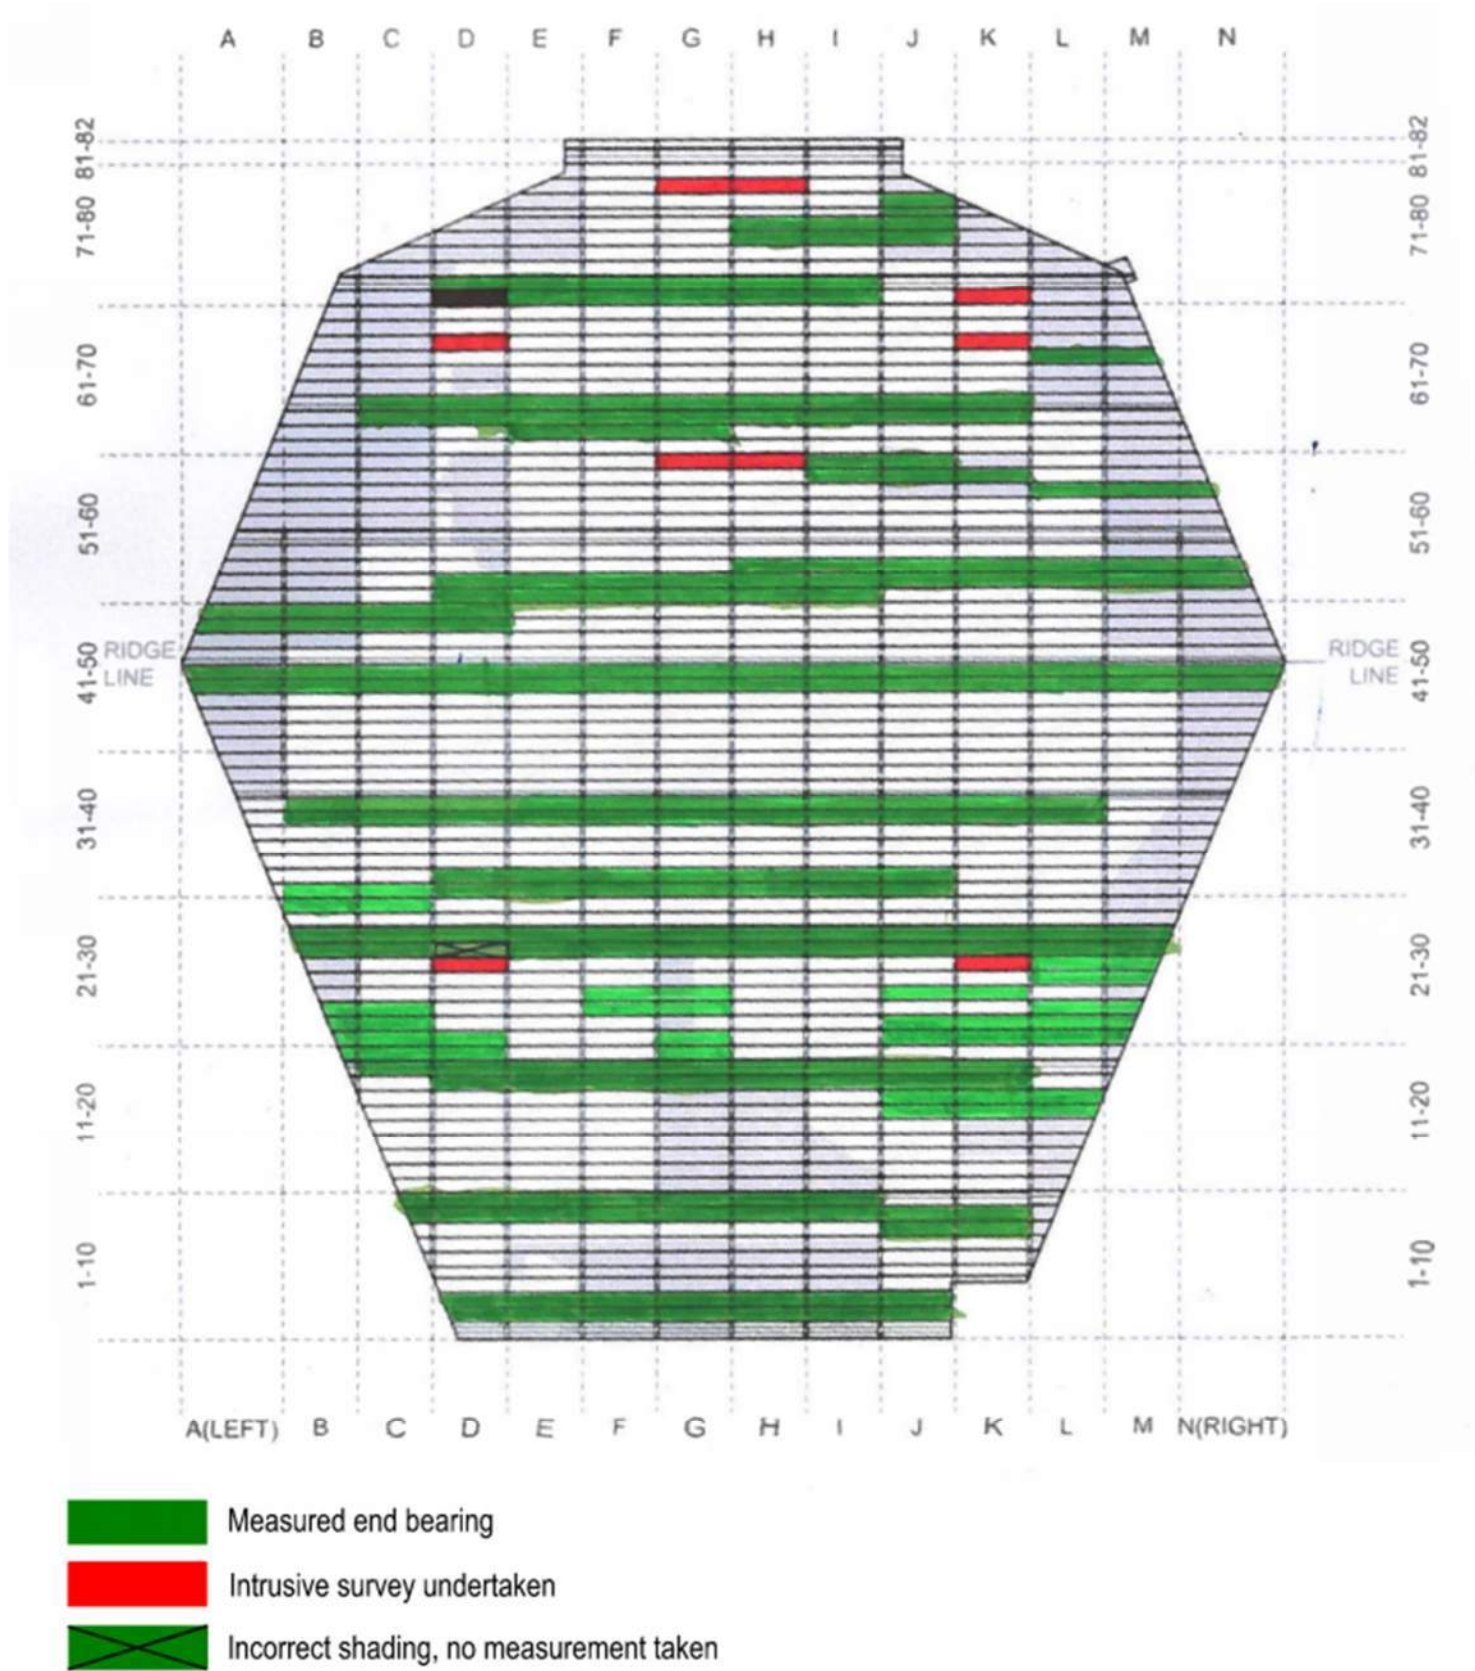 A B C D E F G H I J K L M N
81-82 81-82
71-80 71-80
61-70 61-70
51-60 51-60
RIDGE LINE RIDGE LINE
41-50 41-50
31-40 31-40
21-30 21-30
11-20 11-20
1-10 1-10
A(LEFT) B C D E F G H I J K L M N(RIGHT)
Measured end bearing
Intrusive survey undertaken
Incorrect shading, no measurement taken